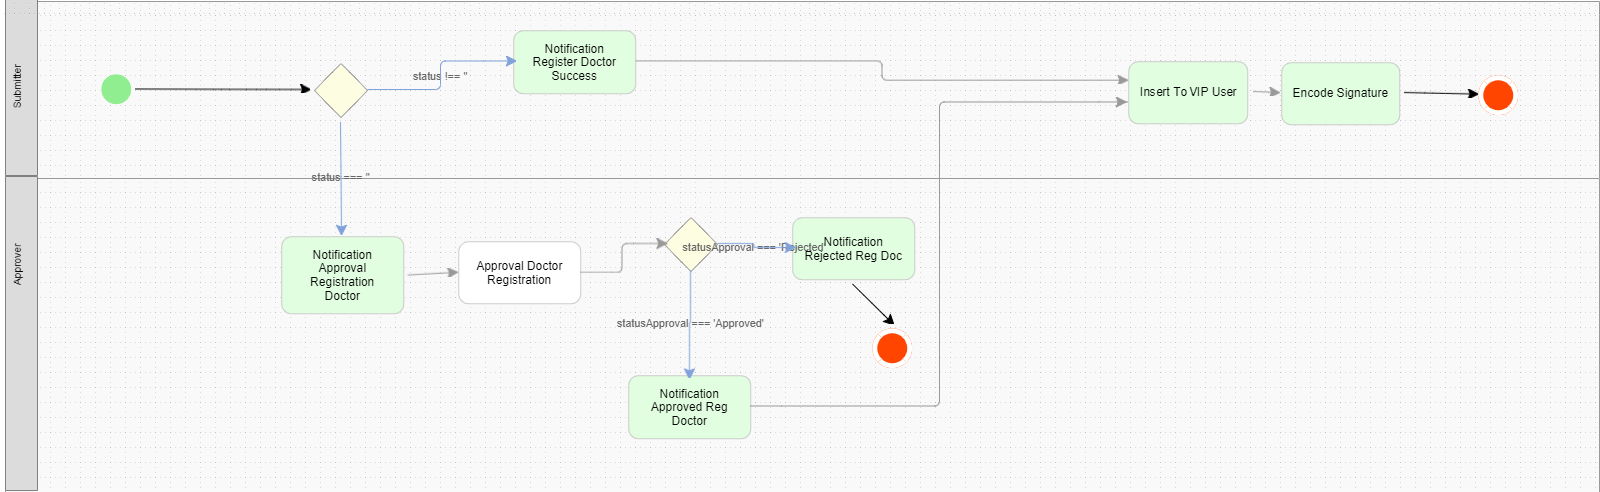 Submitter
Notification
Register Doctor
Success
status !== ''
Insert To VIP User
Encode Signature
status === ''
Approver
Notification
Approval
Registration
Doctor
Approval Doctor
Registration
statusApproval === 'Rejected'
Notification
Rejected Reg Doc
statusApproval === 'Approved'
Notification
Approved Reg
Doctor